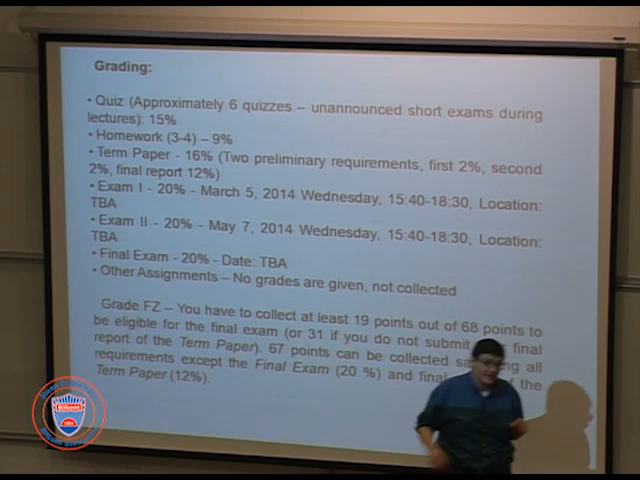 Grading:
• Quiz (Approximately 6 quizzes – unannounced short exams during
lectures): 15%
• Homework (3-4) – 9%
• Term Paper - 16% (Two preliminary requirements, first 2%, second
2%, final report 12%)
• Exam I - 20% - March 5, 2014 Wednesday, 15:40-18:30, Location:
TBA
• Exam II - 20% - May 7, 2014 Wednesday, 15:40-18:30, Location:
TBA
• Final Exam - 20% - Date: TBA
• Other Assignments – No grades are given, not collected
Grade FZ – You have to collect at least 19 points out of 68 points to
be eligible for the final exam (or 31 if you do not submit final
report of the Term Paper). 67 points can be collected all
requirements except the Final Exam (20 %) and final the
Term Paper (12%).
Bilkent